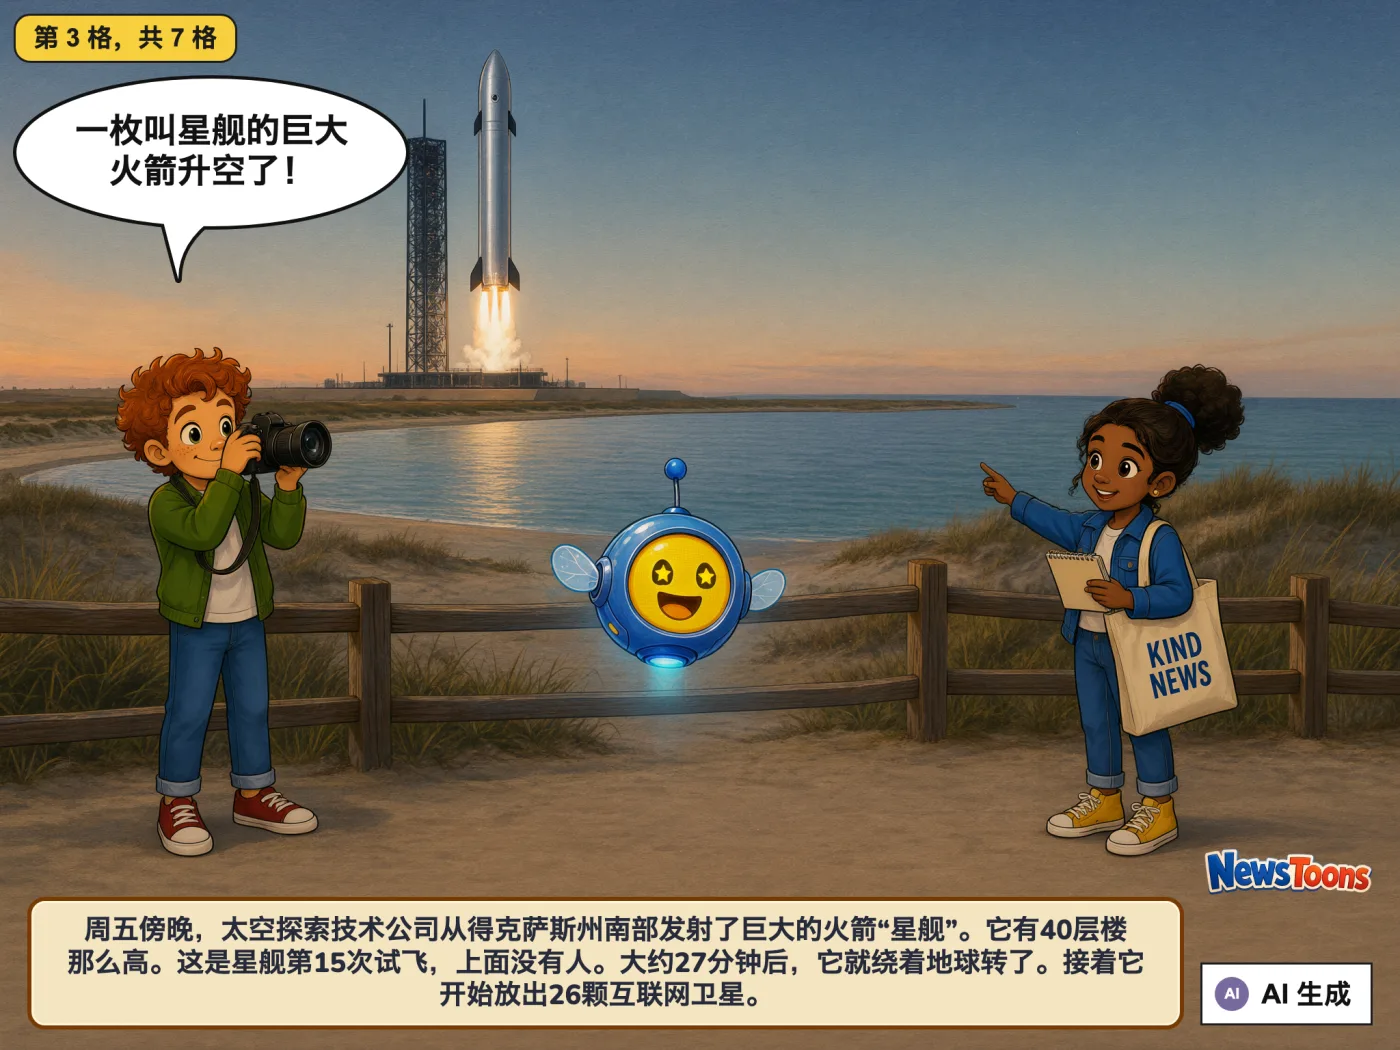 第 3 格，共 7 格
一枚叫星舰的巨大
火箭升空了！
KIND
NEWS
NewsToons
周五傍晚，太空探索技术公司从得克萨斯州南部发射了巨大的火箭“星舰”。它有40层楼
那么高。这是星舰第15次试飞，上面没有人。大约27分钟后，它就绕着地球转了。接着它
开始放出26颗互联网卫星。
AI AI 生成